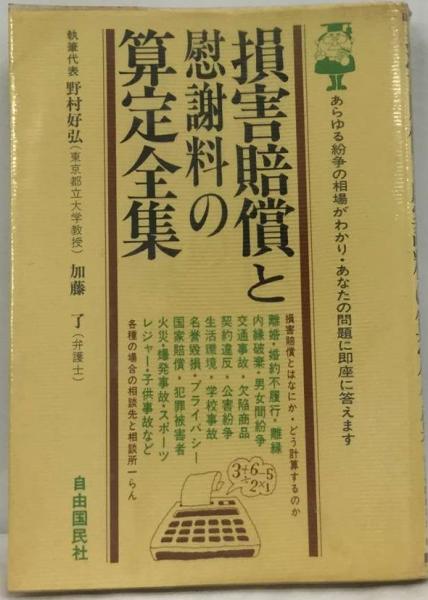 あらゆる紛争の相場がわかり・あなたの問題に即座に答えます
損害賠償と
慰謝料の
算定全集
執筆代表 野村好弘(東京都立大学教授) 加藤 了(弁護士)
損害賠償とはなにか・どう計算するのか
離婚・婚約不履行・離縁
内縁破棄・男女間紛争
交通事故・欠陥商品
契約違反・公害紛争
生活環境・学校事故
名誉毀損・プライバシー
国家賠償・犯罪被害者
火災・爆発事故・スポーツ
レジャー・子供事故など
各種の場合の相談先と相談所一らん
3+6-5
÷2×1
自由国民社